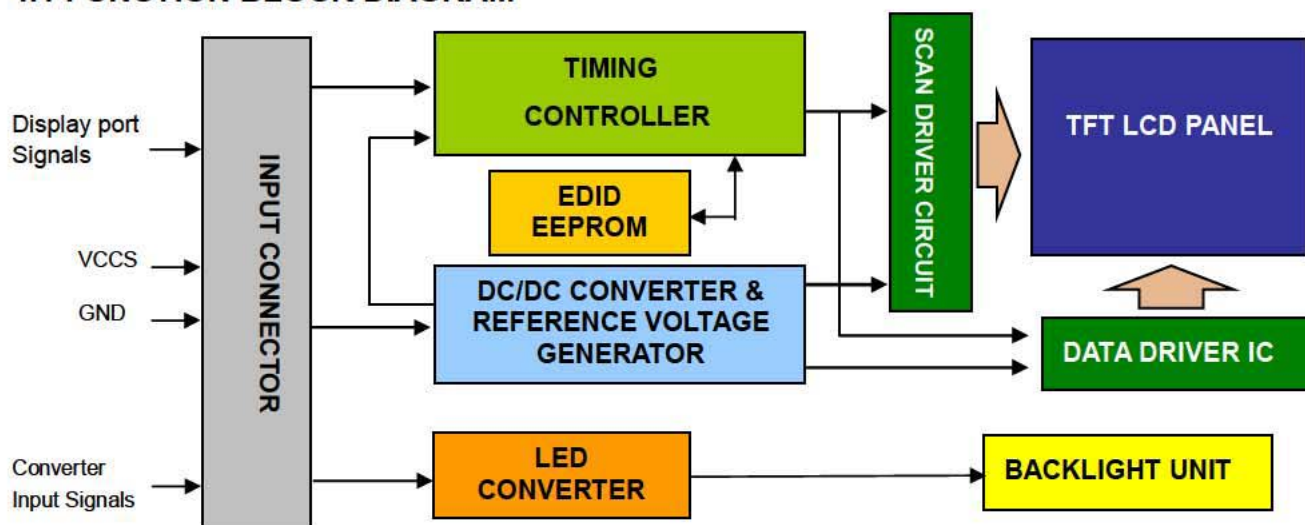 Display port
Signals
VCCS
GND
Converter
Input Signals
INPUT CONNECTOR
TIMING
CONTROLLER
EDID
EEPROM
DC/DC CONVERTER &
REFERENCE VOLTAGE
GENERATOR
LED
CONVERTER
SCAN DRIVER CIRCUIT
TFT LCD PANEL
DATA DRIVER IC
BACKLIGHT UNIT